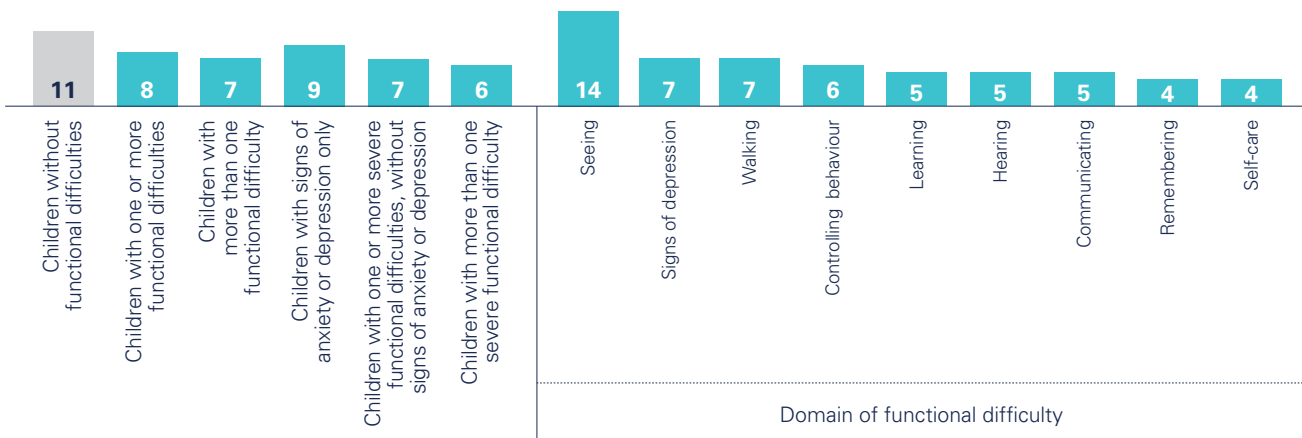 11
8
7
9
7
6
14
7
7
6
5
5
5
4
4
Children without
functional difficulties
Children with one or more
functional difficulties
Children with
more than one
functional difficulty
Children with signs of
anxiety or depression only
Children with one or more severe
functional difficulties, without
signs of anxiety or depression
Children with more than one
severe functional difficulty
Seeing
Signs of depression
Walking
Controlling behaviour
Learning
Hearing
Communicating
Remembering
Self-care
Domain of functional difficulty